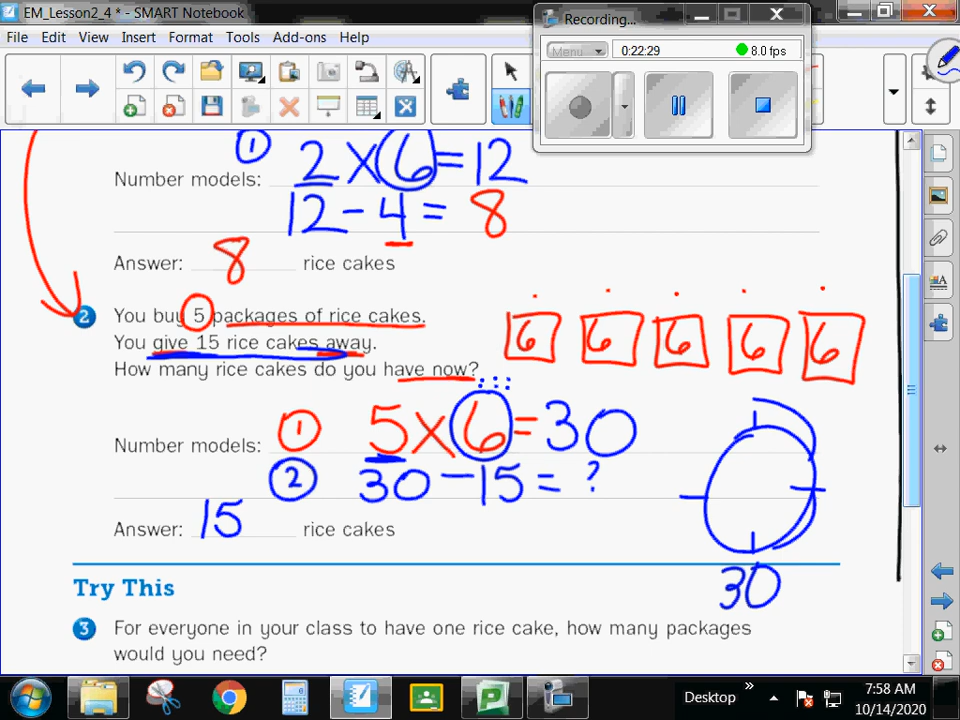 EM_Lesson2_4 * - SMART Notebook
File Edit View Insert Format Tools Add-ons Help
Recording...
Menu 0:22:29 8.0 fps
① 2 x 6 = 12
Number models:
12 - 4 = 8
Answer: 8 rice cakes
2 You buy 5 packages of rice cakes.
You give 15 rice cakes away.
How many rice cakes do you have now?
6 6 6 6 6
Number models: ① 5 x 6 = 30
② 30 - 15 = ?
Answer: 15 rice cakes
30
Try This
3 For everyone in your class to have one rice cake, how many packages
would you need?
Desktop »
7:58 AM
10/14/2020